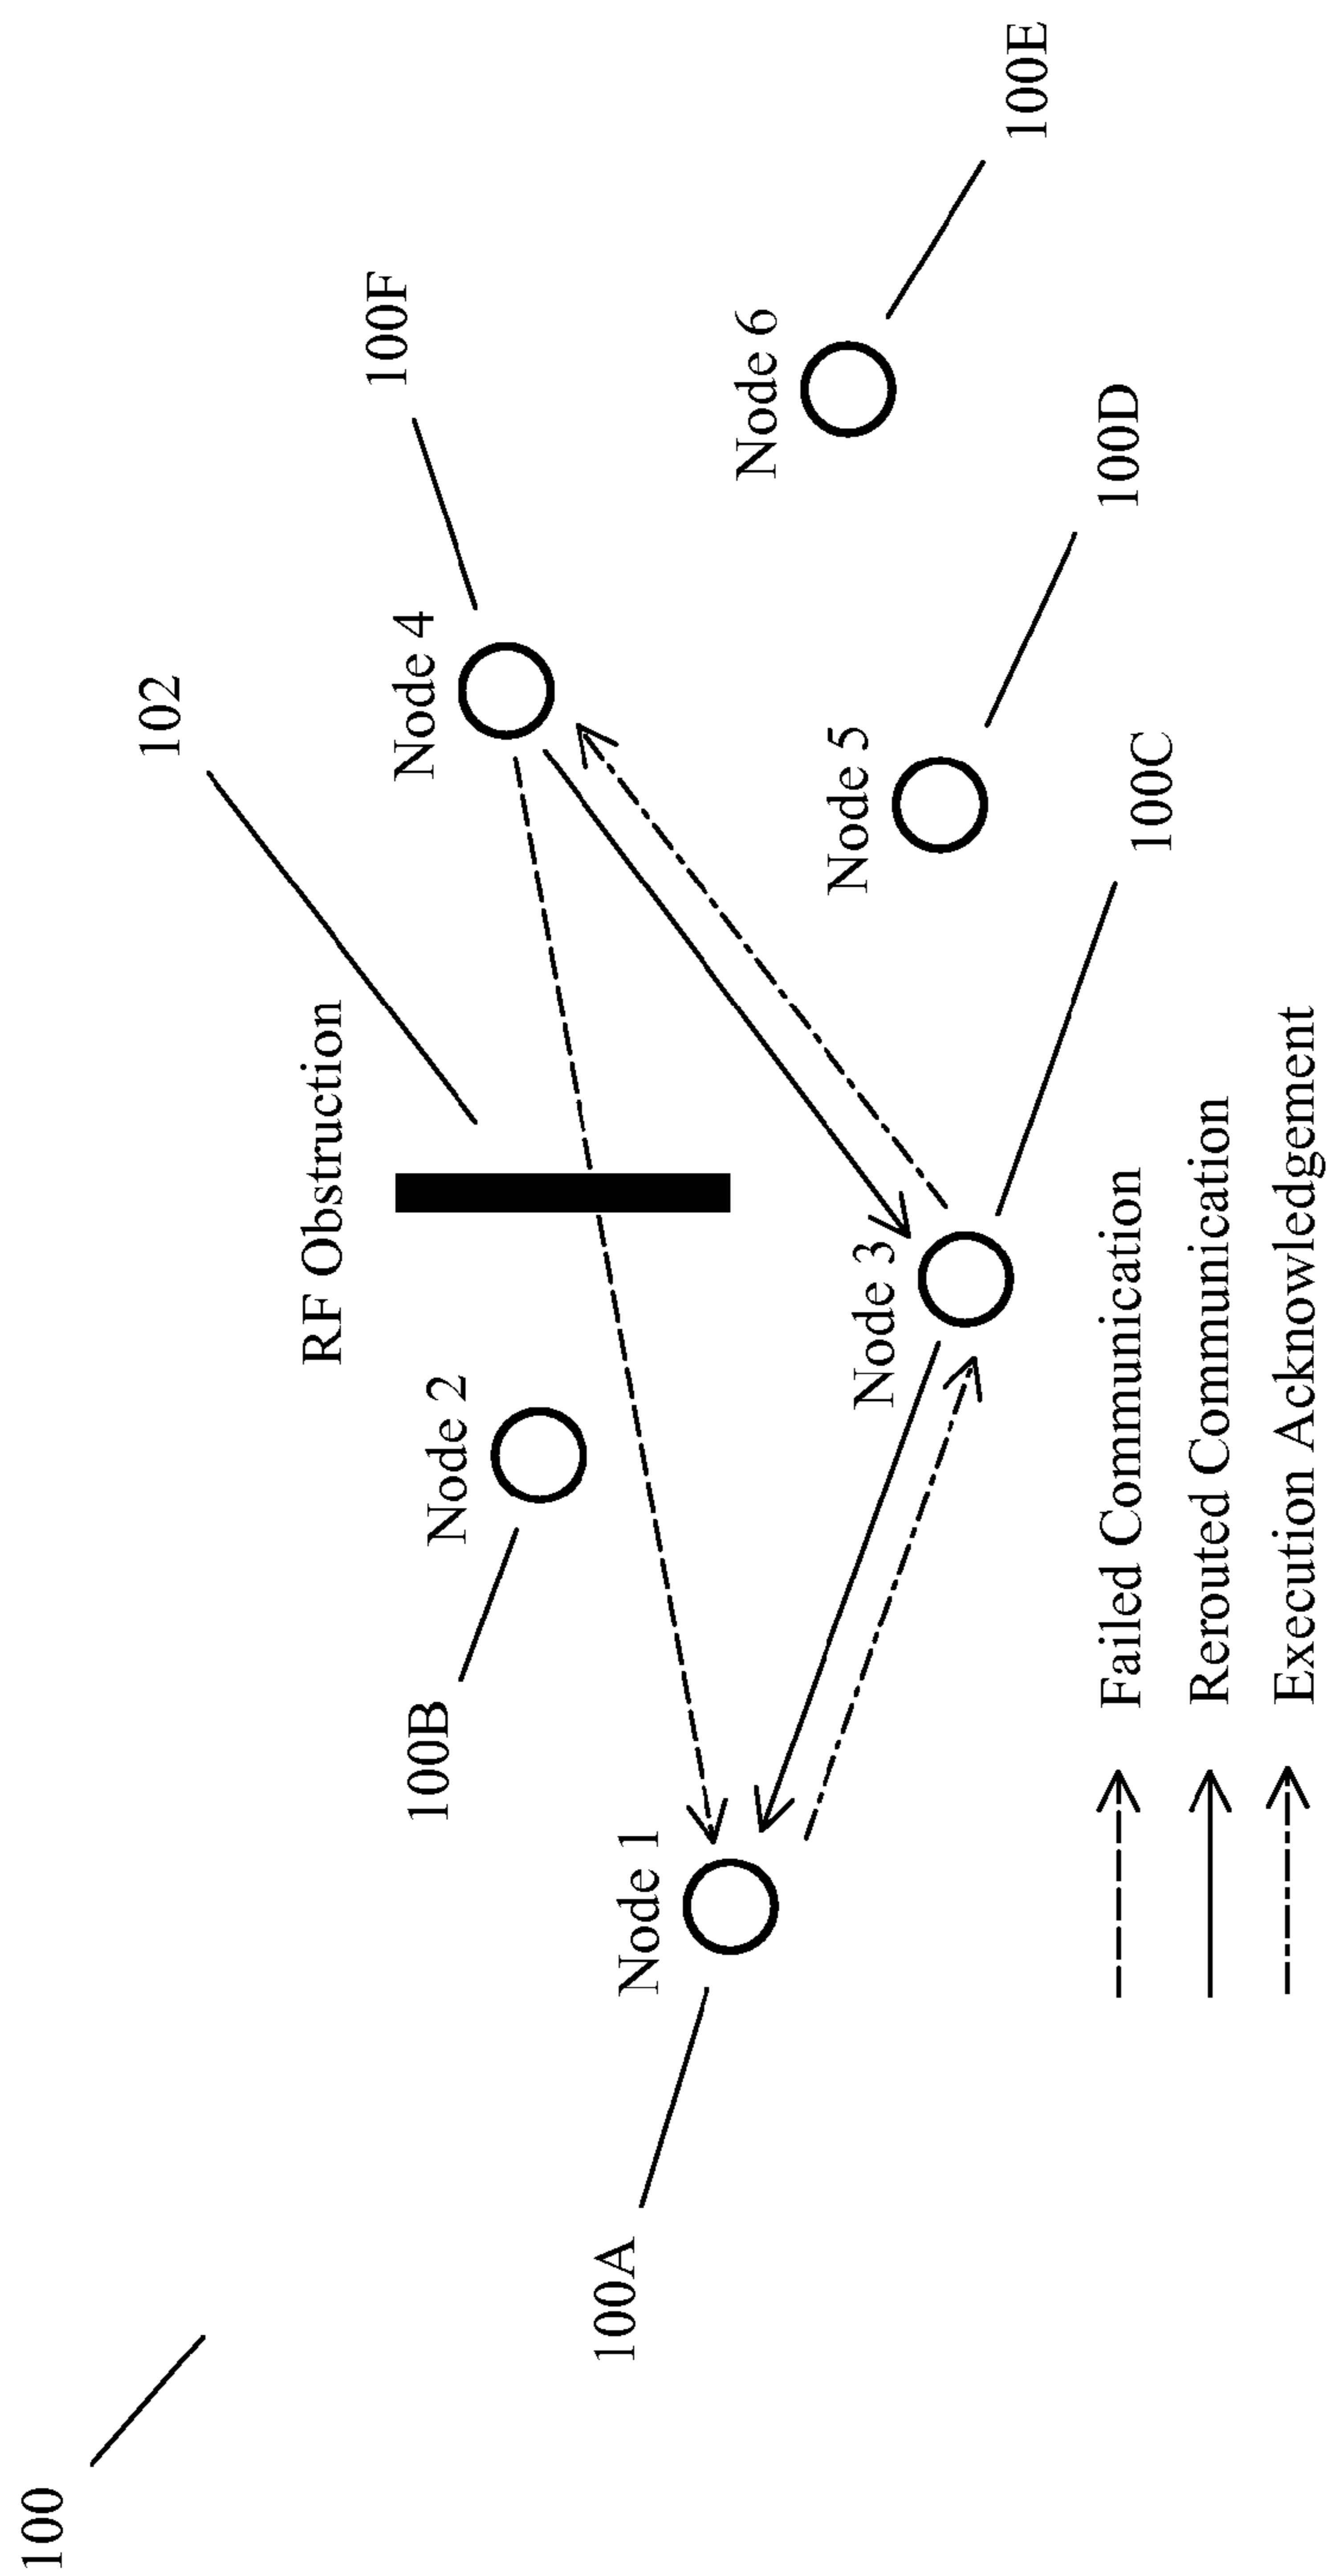 100
102
RF Obstruction
100F
Node 4
100B
Node 2
100A
Node 1
Node 6
100E
Node 5
100D
Node 3
100C
Failed Communication
Rerouted Communication
Execution Acknowledgement